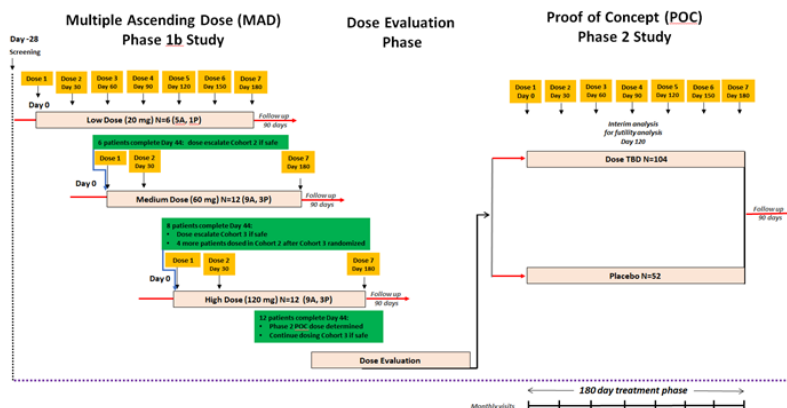 Multiple Ascending Dose (MAD)
Phase 1b Study
Dose Evaluation
Phase
Proof of Concept (POC)
Phase 2 Study
Day -28
Screening
Dose 1
Dose 2
Day 30
Dose 3
Day 60
Dose 4
Day 90
Dose 5
Day 120
Dose 6
Day 150
Dose 7
Day 180
Day 0
Low Dose (20 mg) N=6 (5A, 1P)
Follow up
90 days
6 patients complete Day 44: dose escalate Cohort 2 if safe
Dose 1
Dose 2
Day 30
Dose 7
Day 180
Day 0
Medium Dose (60 mg) N=12 (9A, 3P)
Follow up
90 days
8 patients complete Day 44:
• Dose escalate Cohort 3 if safe
• 4 more patients dosed in Cohort 2 after Cohort 3 randomized
Dose 1
Dose 2
Day 30
Dose 7
Day 180
Day 0
High Dose (120 mg) N=12 (9A, 3P)
Follow up
90 days
12 patients complete Day 44:
• Phase 2 POC dose determined
• Continue dosing Cohort 3 if safe
Dose Evaluation
Dose 1
Day 0
Dose 2
Day 30
Dose 3
Day 60
Dose 4
Day 90
Dose 5
Day 120
Dose 6
Day 150
Dose 7
Day 180
Interim analysis
for futility analysis
Day 120
Dose TBD N=104
Follow up
90 days
Placebo N=52
180 day treatment phase
Monthly visits